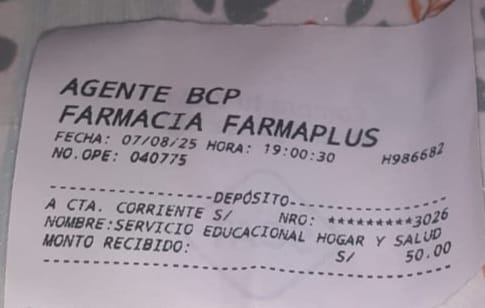 AGENTE BCP
FARMACIA FARMAPLUS
FECHA: 07/08/25 HORA: 19:00:30 H986682
NO.OPE: 040775
--------------------DEPÓSITO--------------------
A CTA. CORRIENTE S/ NRO: *********3026
NOMBRE:SERVICIO EDUCACIONAL HOGAR Y SALUD
MONTO RECIBIDO: S/ 50.00
------------------------------------------------